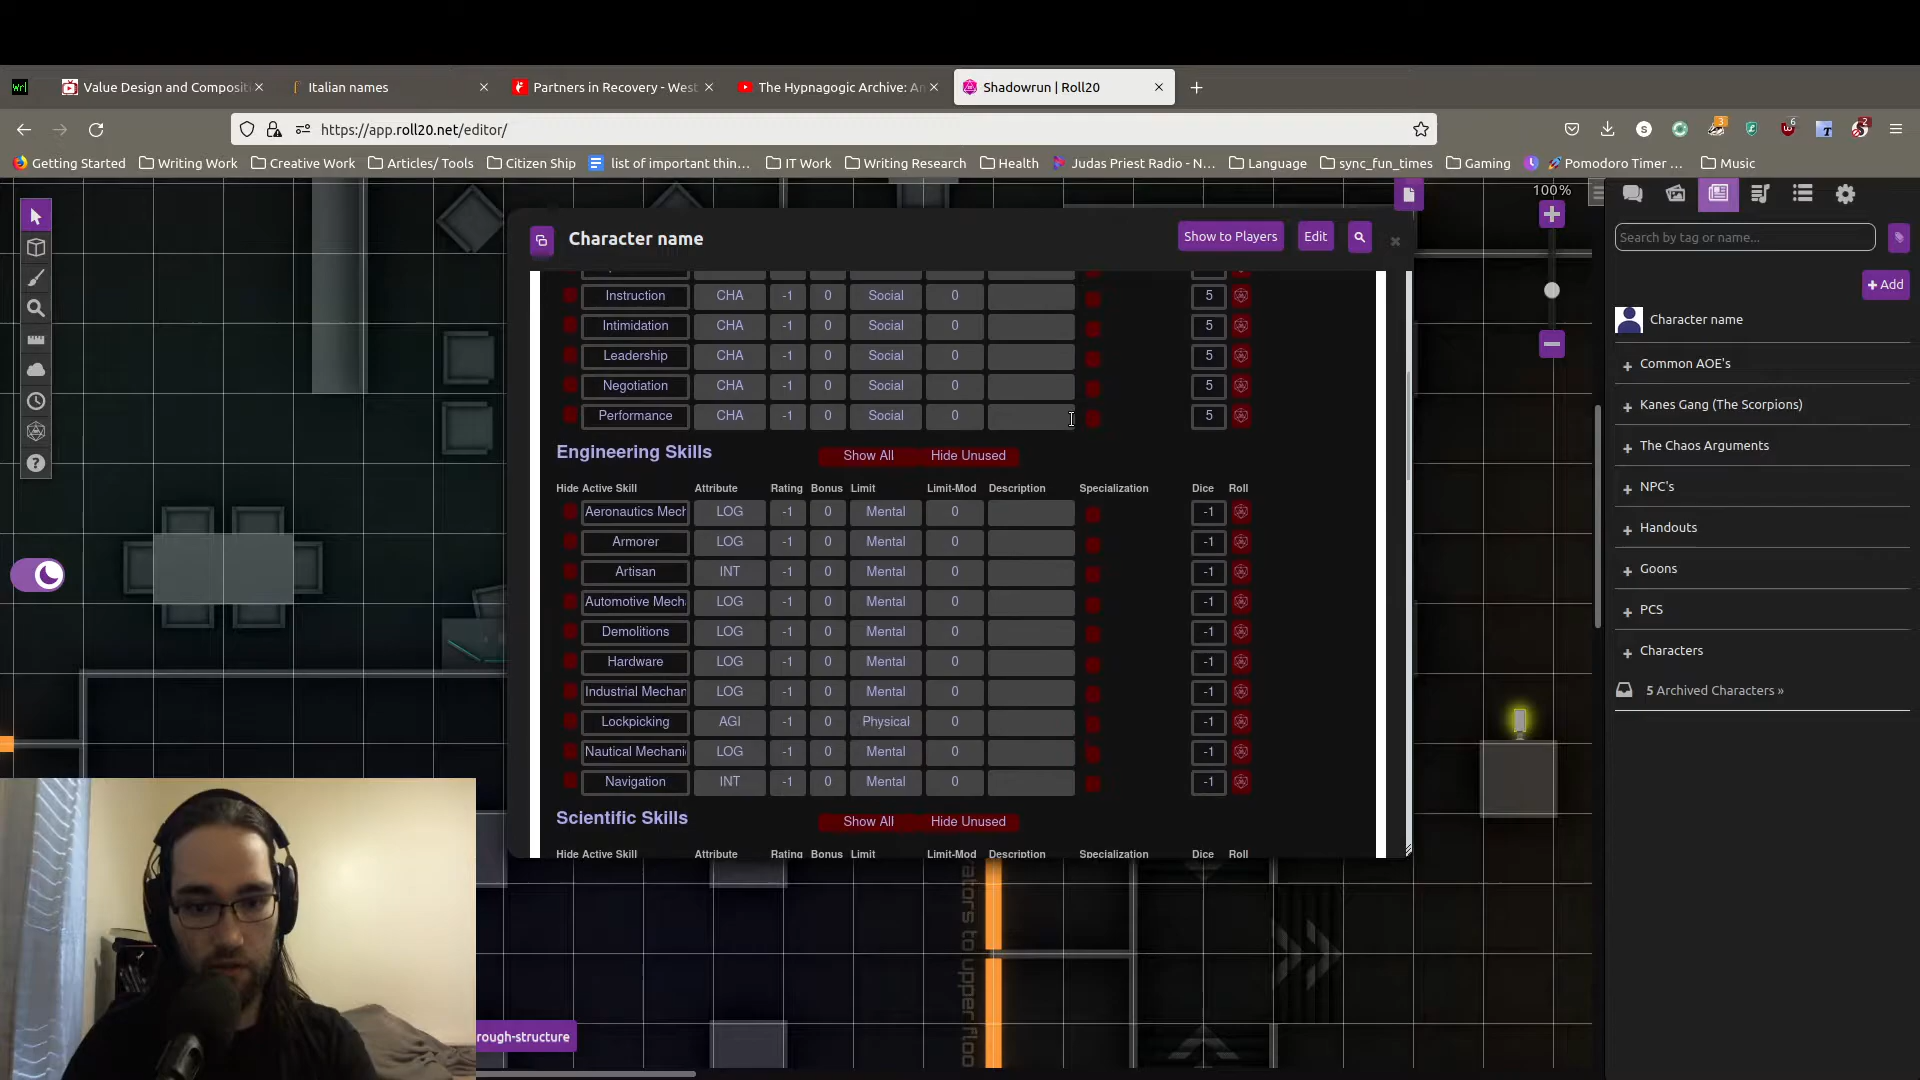 Value Design and Composit
Italian names
Partners in Recovery - West
The Hypnagogic Archive: An
Shadowrun | Roll20
https://app.roll20.net/editor/
Getting Started
Writing Work
Creative Work
Articles/ Tools
Citizen Ship
list of important thin…
IT Work
Writing Research
Health
Judas Priest Radio - N…
Language
sync_fun_times
Gaming
🚀 Pomodoro Timer …
Music
100%
Character name
Show to Players
Edit
Instruction CHA -1 0 Social 0 5
Intimidation CHA -1 0 Social 0 5
Leadership CHA -1 0 Social 0 5
Negotiation CHA -1 0 Social 0 5
Performance CHA -1 0 Social 0 5
Engineering Skills Show All Hide Unused
Hide Active Skill Attribute Rating Bonus Limit Limit-Mod Description Specialization Dice Roll
Aeronautics Mech LOG -1 0 Mental 0 -1
Armorer LOG -1 0 Mental 0 -1
Artisan INT -1 0 Mental 0 -1
Automotive Mech LOG -1 0 Mental 0 -1
Demolitions LOG -1 0 Mental 0 -1
Hardware LOG -1 0 Mental 0 -1
Industrial Mechan LOG -1 0 Mental 0 -1
Lockpicking AGI -1 0 Physical 0 -1
Nautical Mechani LOG -1 0 Mental 0 -1
Navigation INT -1 0 Mental 0 -1
Scientific Skills Show All Hide Unused
Hide Active Skill Attribute Rating Bonus Limit Limit-Mod Description Specialization Dice Roll
Search by tag or name...
+ Add
Character name
+ Common AOE's
+ Kanes Gang (The Scorpions)
+ The Chaos Arguments
+ NPC's
+ Handouts
+ Goons
+ PCS
+ Characters
5 Archived Characters »
rough-structure
ators to upper floo